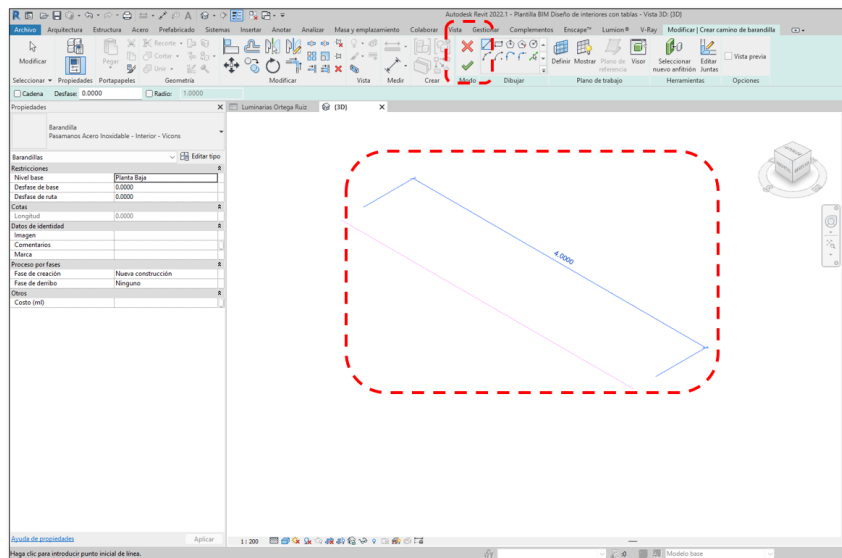 Autodesk Revit 2022.1 - Plantilla BIM Diseño de interiores con tablas - Vista 3D: {3D}
Archivo Arquitectura Estructura Acero Prefabricado Sistemas Insertar Anotar Analizar Masa y emplazamiento Colaborar Vista Gestionar Complementos Enscape™ Lumion® V-Ray Modificar | Crear camino de barandilla
Modificar Pegar Recorte Cortar Unir Definir Mostrar Plano de referencia Visor Seleccionar nuevo anfitrión Editar Juntas Vista previa
Seleccionar Propiedades Portapapeles Geometría Modificar Vista Medir Crear Modo Dibujar Plano de trabajo Herramientas Opciones
Cadena Desfase: 0.0000 Radio: 1.0000
Propiedades X Luminarias Ortega Ruiz {3D} X
Barandilla
Pasamanos Acero Inoxidable - Interior - Vicons
Barandillas Editar tipo
Restricciones
Nivel base Planta Baja
Desfase de base 0.0000
Desfase de ruta 0.0000
Cotas
Longitud 0.0000
Datos de identidad
Imagen
Comentarios
Marca
Proceso por fases
Fase de creación Nueva construcción
Fase de derribo Ninguno
Otros
Costo (ml)
4.0000
Ayuda de propiedades Aplicar
1 : 200
Haga clic para introducir punto inicial de línea. :0 Modelo base